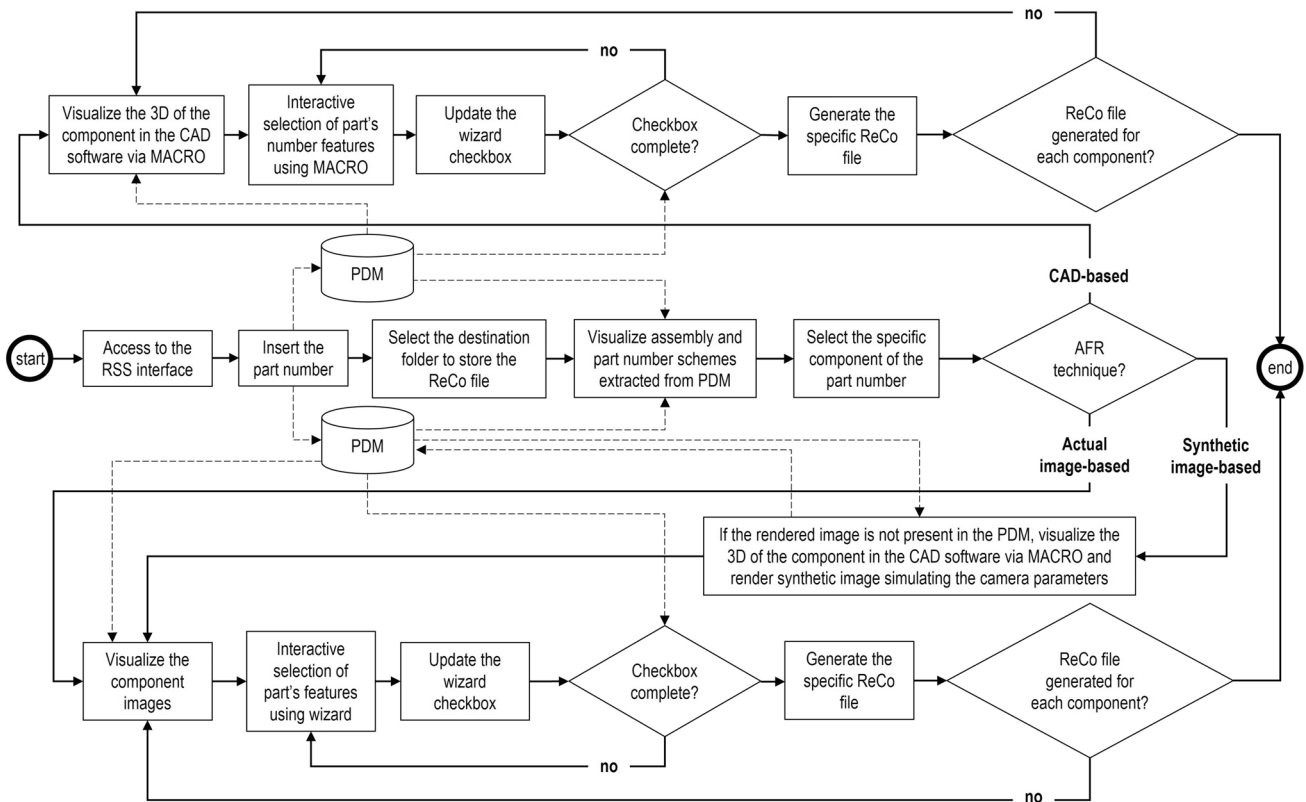 no
no
Visualize the 3D of the
component in the CAD
software via MACRO
Interactive
selection of part's
number features
using MACRO
Update the
wizard
checkbox
Checkbox
complete?
Generate the
specific ReCo
file
ReCo file
generated for
each component?
PDM
CAD-based
start
Access to the
RSS interface
Insert the
part number
Select the destination
folder to store the
ReCo file
Visualize assembly and
part number schemes
extracted from PDM
Select the specific
component of the
part number
AFR
technique?
end
PDM
Actual
image-based
Synthetic
image-based
If the rendered image is not present in the PDM, visualize the
3D of the component in the CAD software via MACRO and
render synthetic image simulating the camera parameters
Visualize the
component
images
Interactive
selection of
part's features
using wizard
Update the
wizard
checkbox
Checkbox
complete?
Generate the
specific ReCo
file
ReCo file
generated for
each component?
no
no